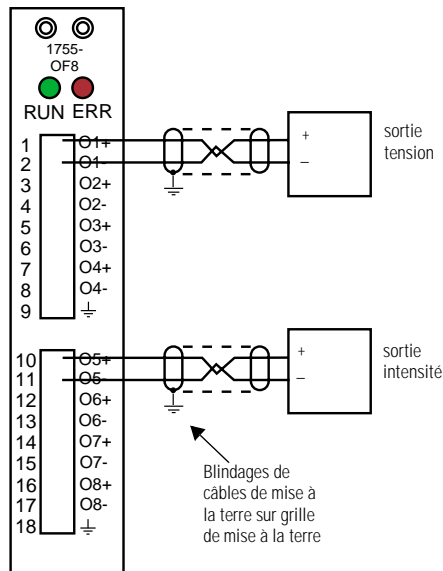 1755-
OF8
RUN ERR
1 O1+
2 O1-
3 O2+
4 O2-
5 O3+
6 O3-
7 O4+
8 O4-
9
+
−
sortie
tension
10 O5+
11 O5-
12 O6+
13 O6-
14 O7+
15 O7-
16 O8+
17 O8-
18
+
−
sortie
intensité
Blindages de
câbles de mise à
la terre sur grille
de mise à la terre